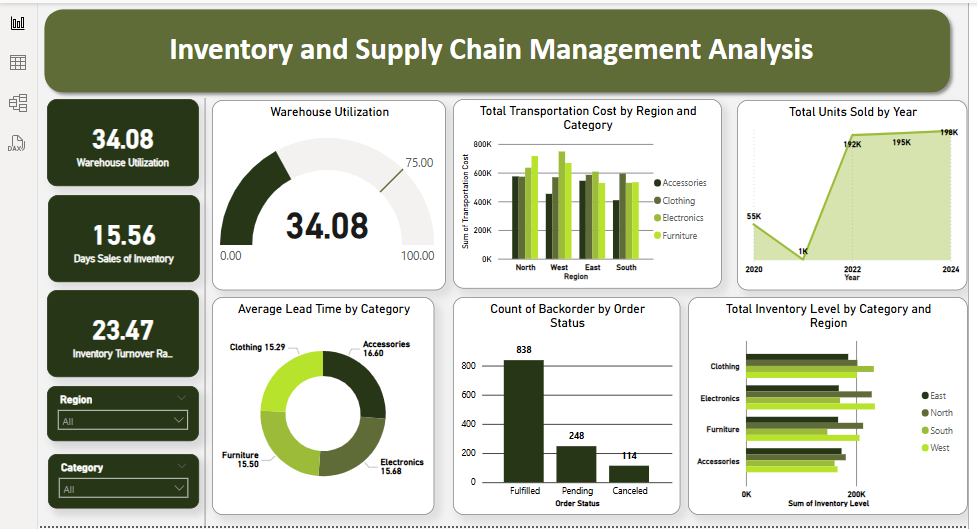 Inventory and Supply Chain Management Analysis
DAX
34.08
Warehouse Utilization
15.56
Days Sales of Inventory
23.47
Inventory Turnover Ra...
Region
All
Category
All
Warehouse Utilization
75.00
34.08
0.00
100.00
Total Transportation Cost by Region and
Category
Sum of Transportation Cost
800K
600K
400K
200K
0K
North
West
East
South
Region
Accessories
Clothing
Electronics
Furniture
Total Units Sold by Year
55K
1K
192K
195K
198K
2020
2022
2024
Year
Average Lead Time by Category
Clothing 15.29
Accessories
16.60
Furniture
15.50
Electronics
15.68
Count of Backorder by Order
Status
800
600
400
200
0
838
248
114
Fulfilled
Pending
Canceled
Order Status
Total Inventory Level by Category and
Region
Clothing
Electronics
Furniture
Accessories
0K
200K
Sum of Inventory Level
East
North
South
West